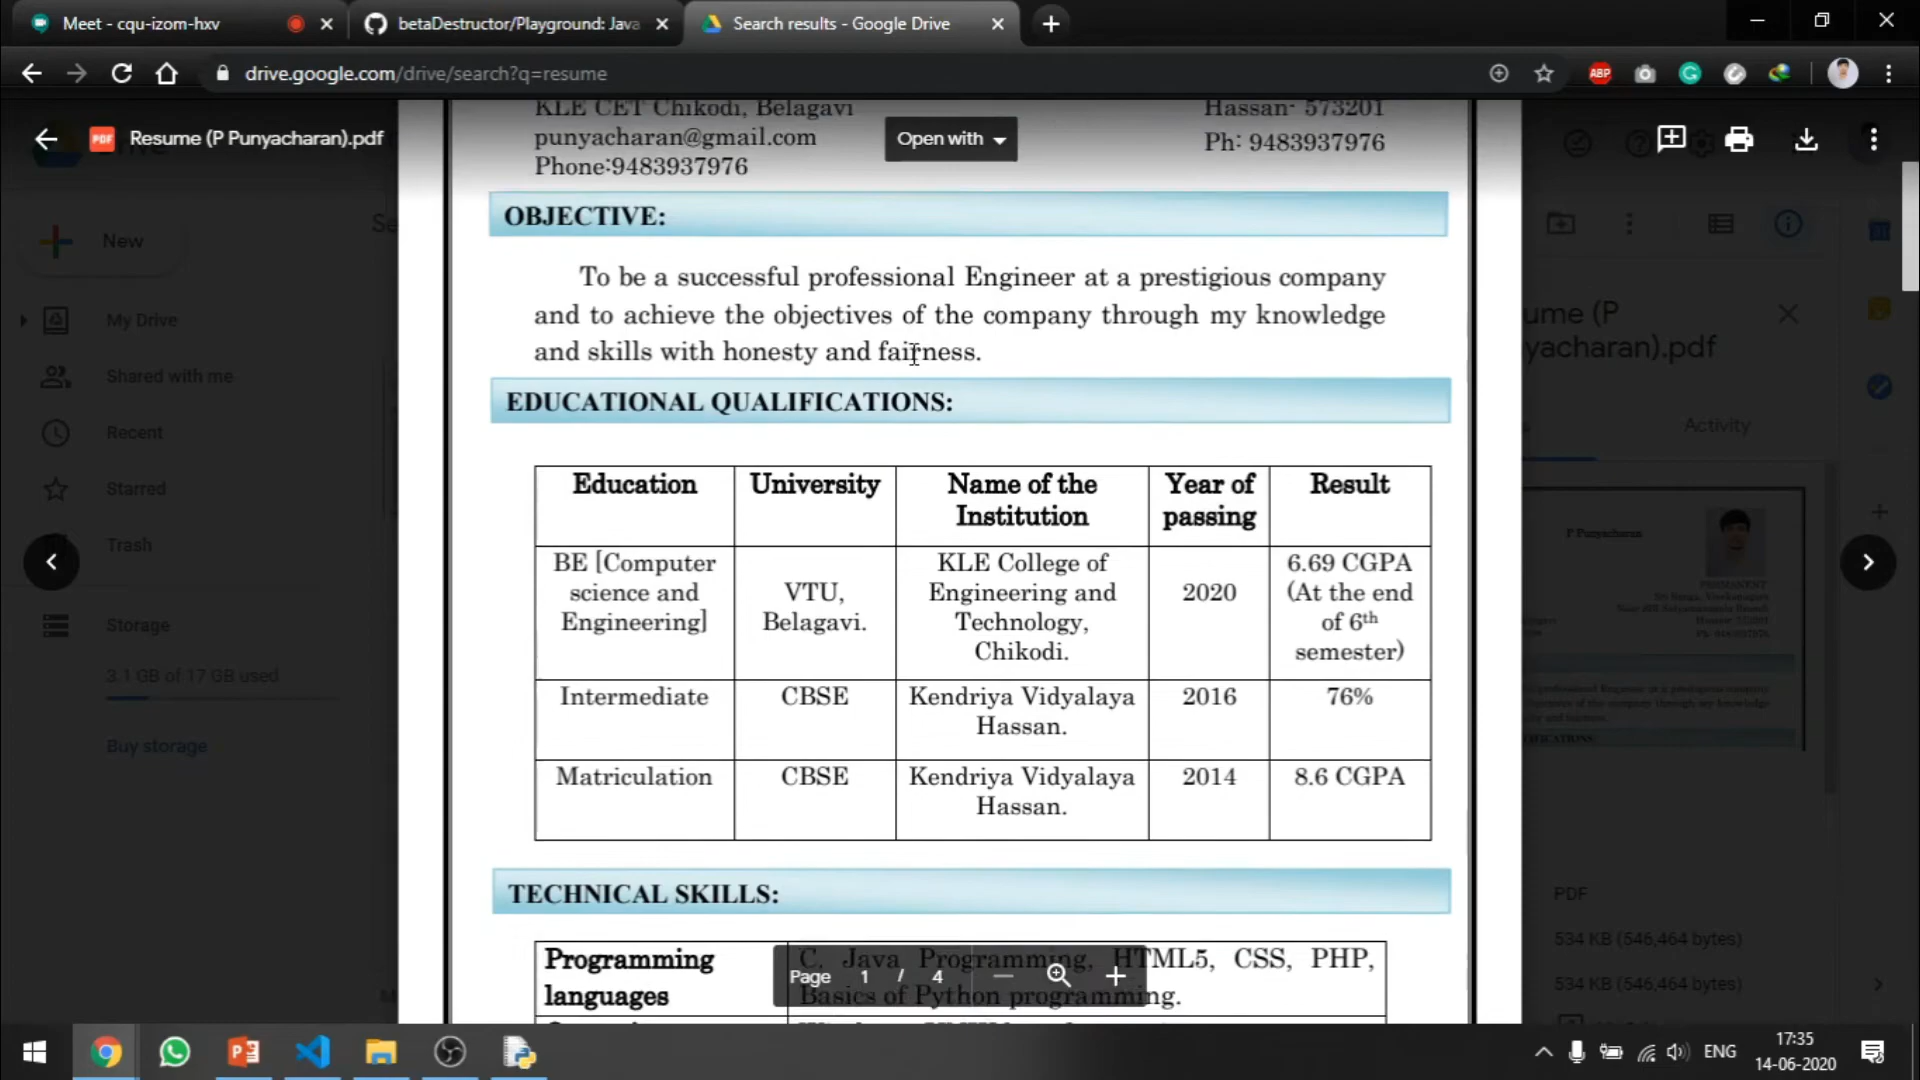 Meet - cqu-izom-hxv
betaDestructor/Playground: Java
Search results - Google Drive
drive.google.com/drive/search?q=resume
ABP
KLE CET Chikodi, Belagavi
Hassan- 573201
PDF Resume (P Punyacharan).pdf
punyacharan@gmail.com
Open with
Ph: 9483937976
Phone:9483937976
OBJECTIVE:
New
To be a successful professional Engineer at a prestigious company
and to achieve the objectives of the company through my knowledge
and skills with honesty and fairness.
My Drive
Shared with me
Recent
Starred
Trash
Storage
3.1 GB of 17 GB used
Buy storage
EDUCATIONAL QUALIFICATIONS:
Education University Name of the Institution Year of passing Result
BE [Computer science and Engineering] VTU, Belagavi. KLE College of Engineering and Technology, Chikodi. 2020 6.69 CGPA (At the end of 6th semester)
Intermediate CBSE Kendriya Vidyalaya Hassan. 2016 76%
Matriculation CBSE Kendriya Vidyalaya Hassan. 2014 8.6 CGPA
TECHNICAL SKILLS:
Programming languages C, Java Programming, HTML5, CSS, PHP, Basics of Python programming.
Page 1 / 4
ume (P
yacharan).pdf
Activity
P Punyacharan
PERMANENT
PDF
534 KB (546,464 bytes)
534 KB (546,464 bytes)
ENG
17:35
14-06-2020